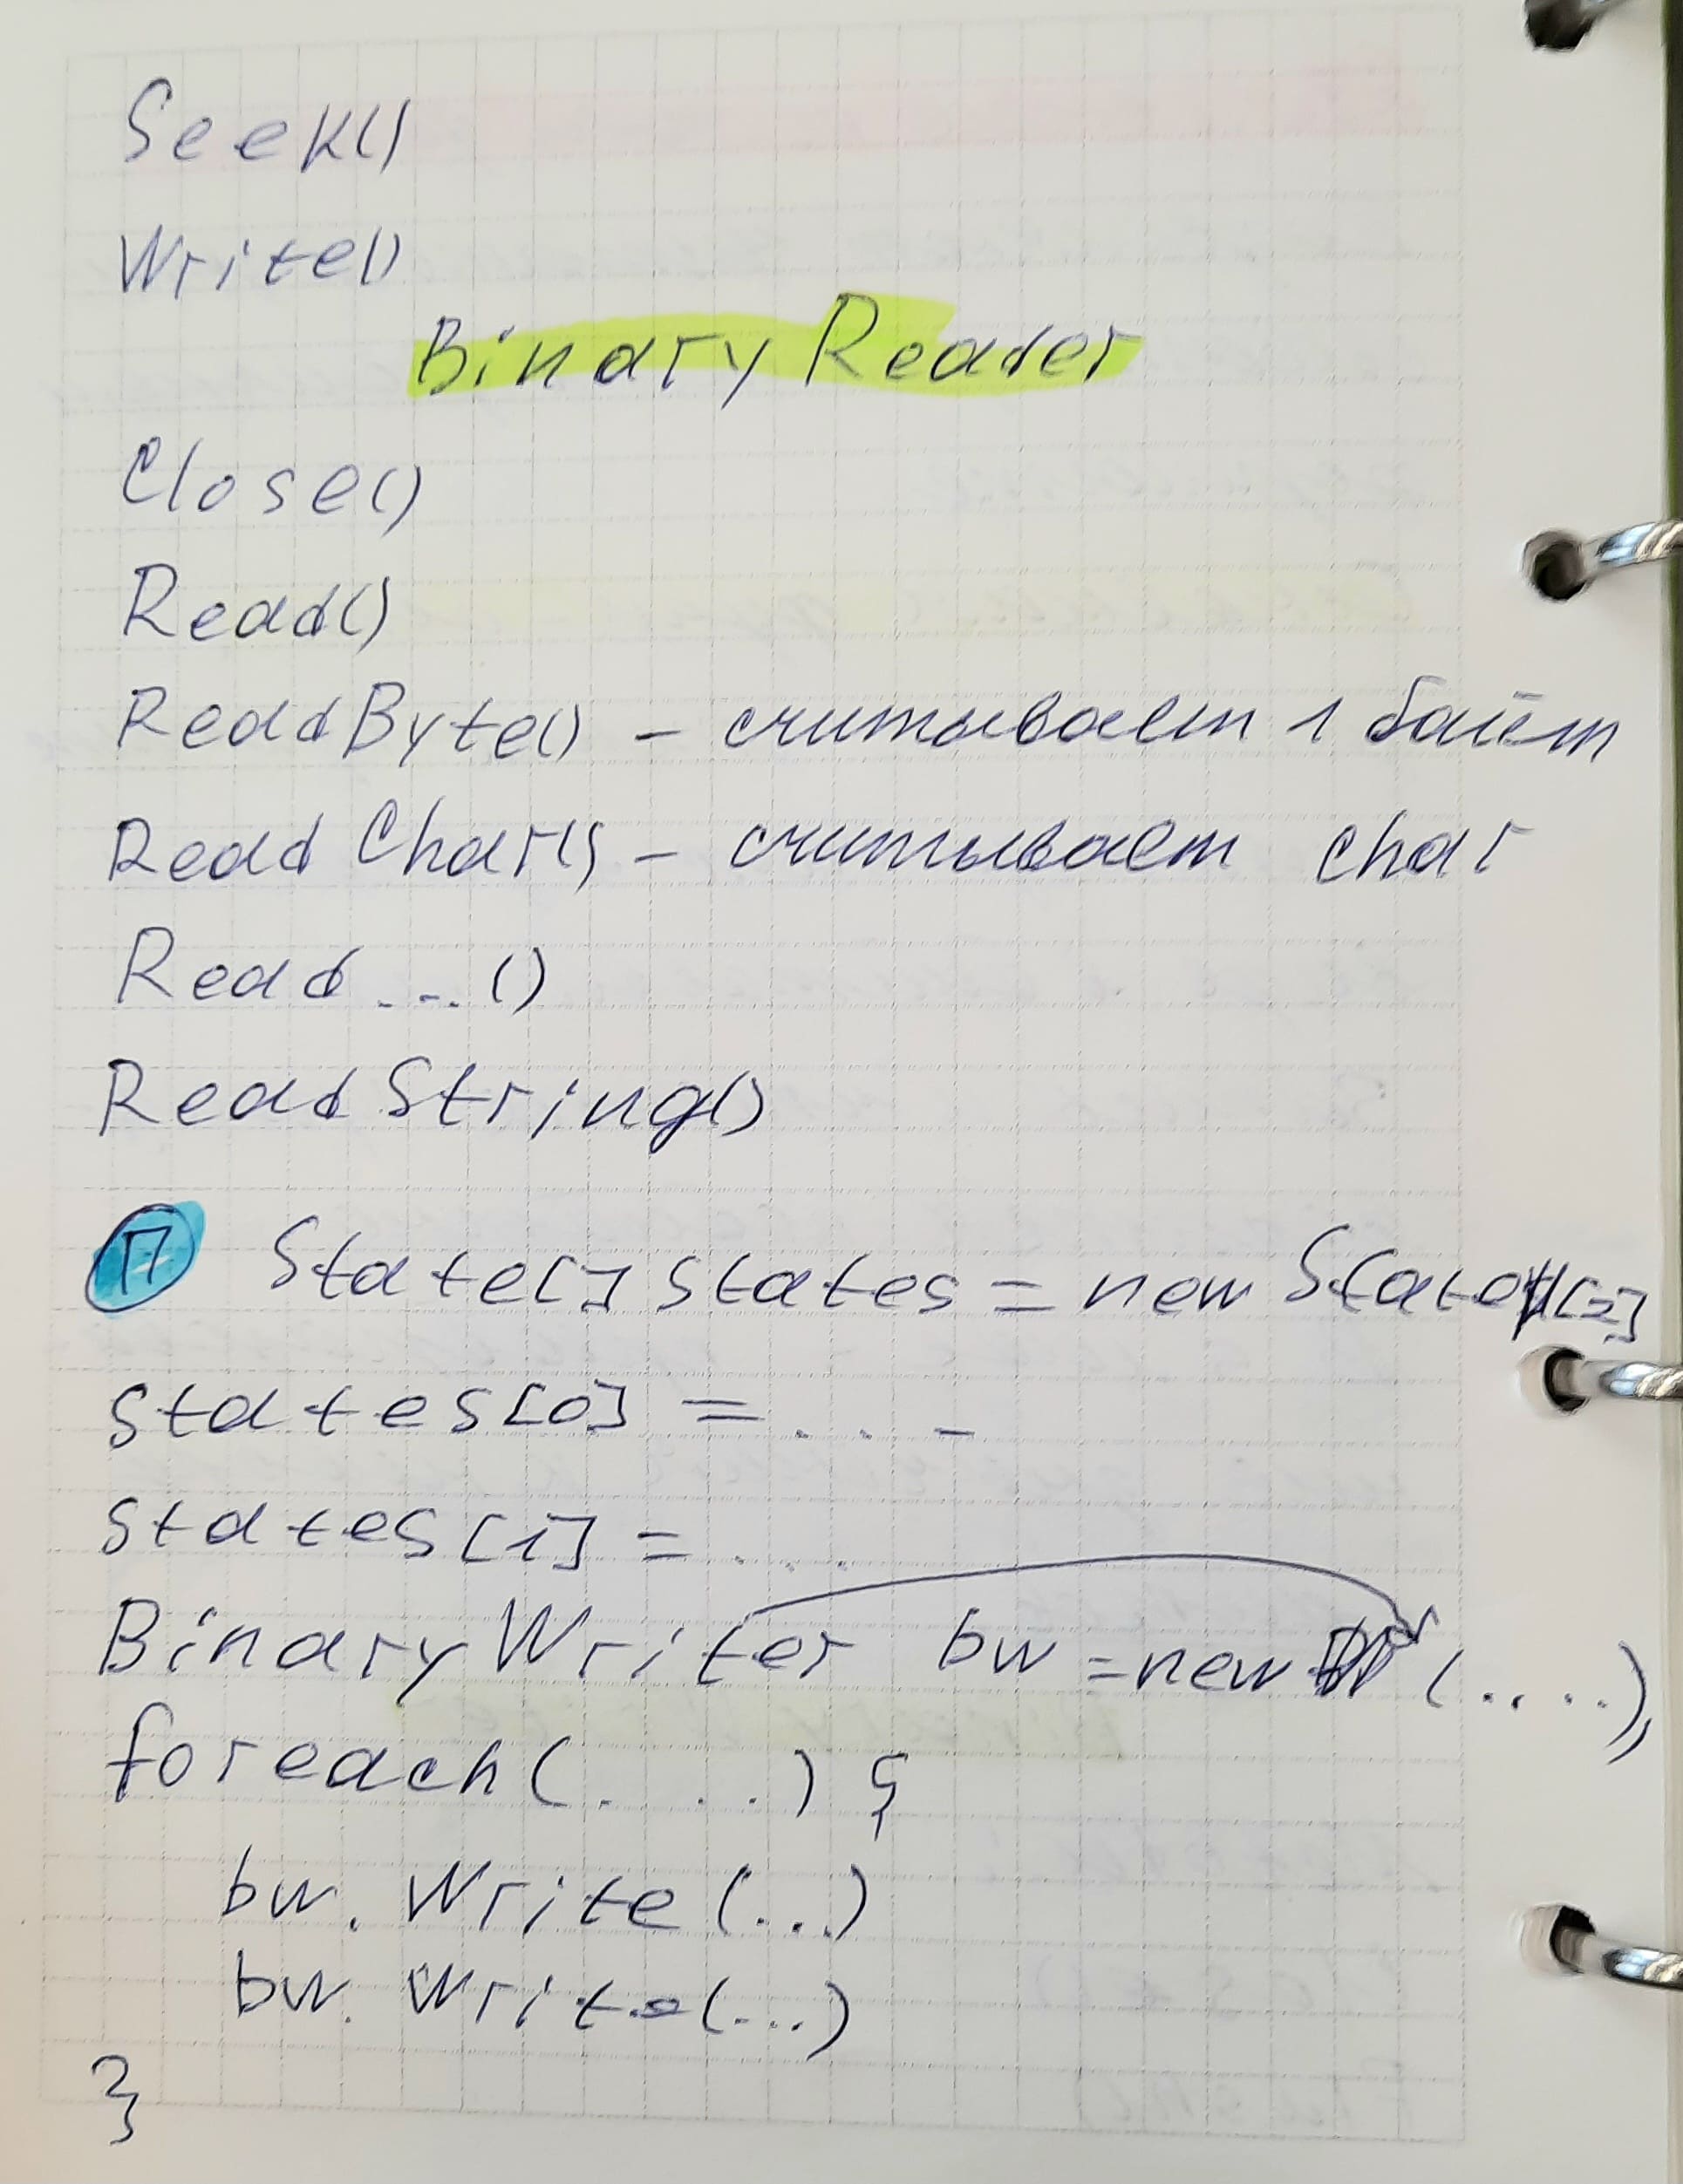 Seek()
Write()
BinaryReader
Close()
Read()
ReadByte() - считывает 1 байт
ReadChar() - считывает char
Read....()
ReadString()
П State[] states = new State[2]
states[0] = ....
states[1] = ....
BinaryWriter bw = new (.....);
foreach(....) {
bw.Write(...)
bw.Write(...)
}